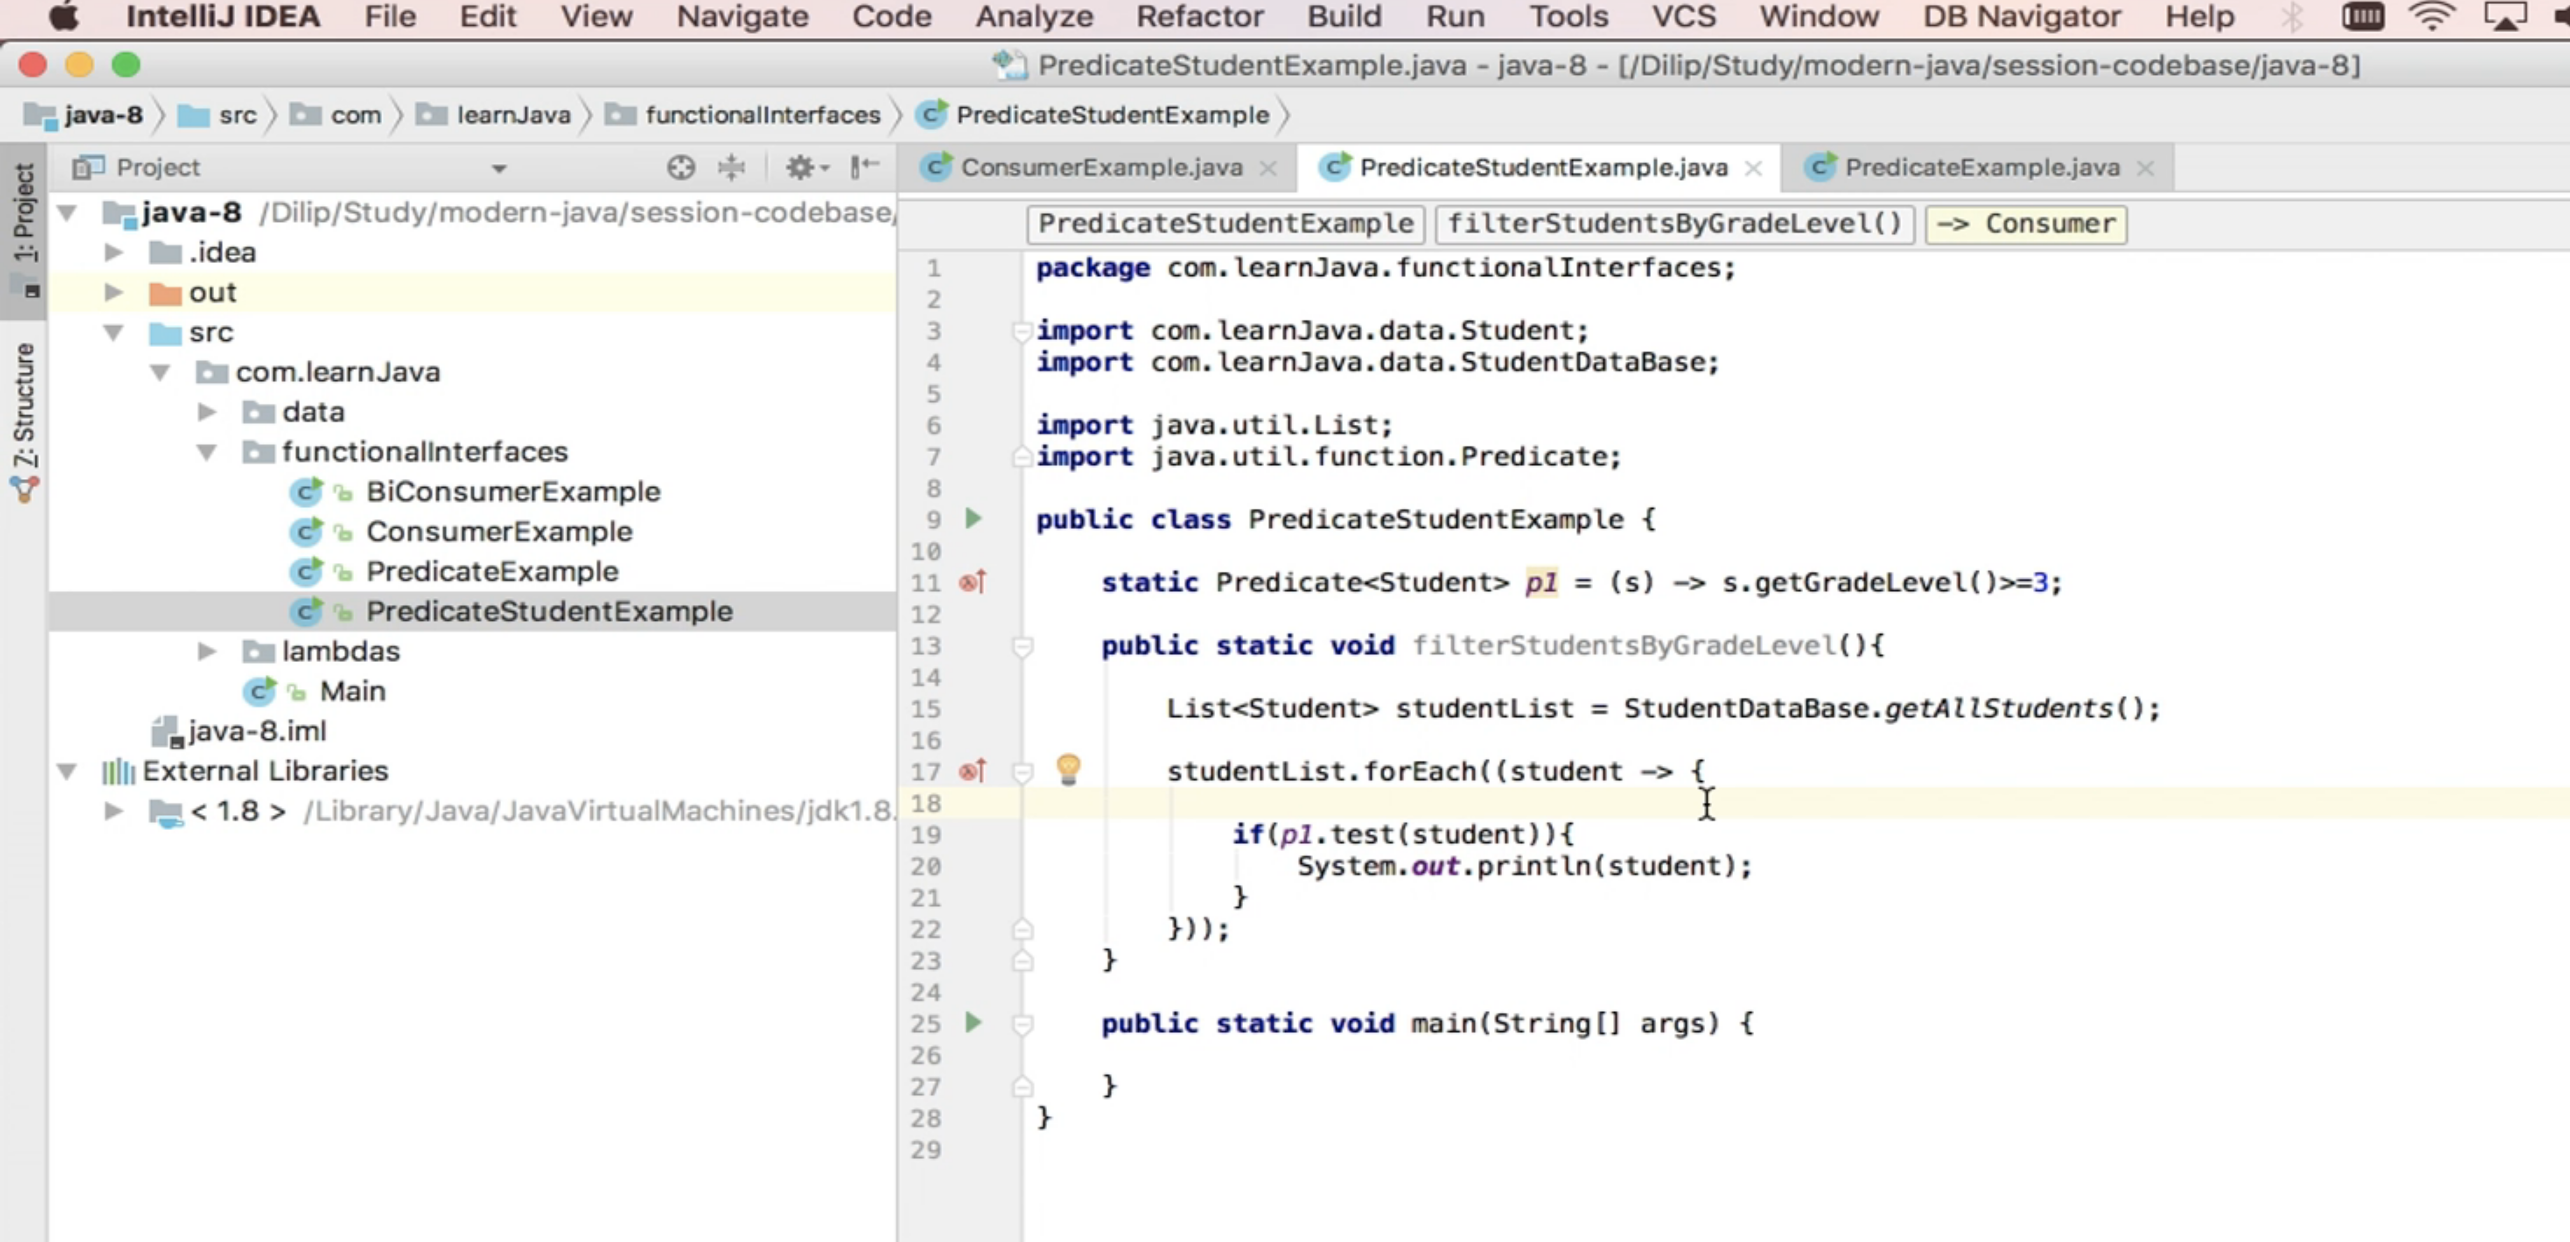 IntelliJ IDEA File Edit View Navigate Code Analyze Refactor Build Run Tools VCS Window DB Navigator Help
PredicateStudentExample.java - java-8 - [/Dilip/Study/modern-java/session-codebase/java-8]
java-8 src com learnJava functionalInterfaces PredicateStudentExample
1: Project
Z: Structure
Project
java-8 /Dilip/Study/modern-java/session-codebase/
.idea
out
src
com.learnJava
data
functionalInterfaces
BiConsumerExample
ConsumerExample
PredicateExample
PredicateStudentExample
lambdas
Main
java-8.iml
External Libraries
< 1.8 > /Library/Java/JavaVirtualMachines/jdk1.8.
ConsumerExample.java PredicateStudentExample.java PredicateExample.java
PredicateStudentExample filterStudentsByGradeLevel() -> Consumer
1 package com.learnJava.functionalInterfaces;
2
3 import com.learnJava.data.Student;
4 import com.learnJava.data.StudentDataBase;
5
6 import java.util.List;
7 import java.util.function.Predicate;
8
9 public class PredicateStudentExample {
10
11 static Predicate<Student> p1 = (s) -> s.getGradeLevel()>=3;
12
13 public static void filterStudentsByGradeLevel(){
14
15 List<Student> studentList = StudentDataBase.getAllStudents();
16
17 studentList.forEach((student -> {
18
19 if(p1.test(student)){
20 System.out.println(student);
21 }
22 }));
23 }
24
25 public static void main(String[] args) {
26
27 }
28 }
29